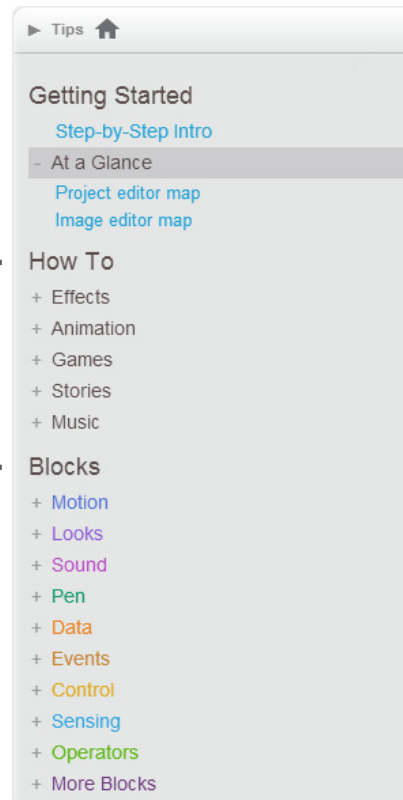 Tips
Getting Started
Step-by-Step Intro
- At a Glance
Project editor map
Image editor map
How To
+ Effects
+ Animation
+ Games
+ Stories
+ Music
Blocks
+ Motion
+ Looks
+ Sound
+ Pen
+ Data
+ Events
+ Control
+ Sensing
+ Operators
+ More Blocks